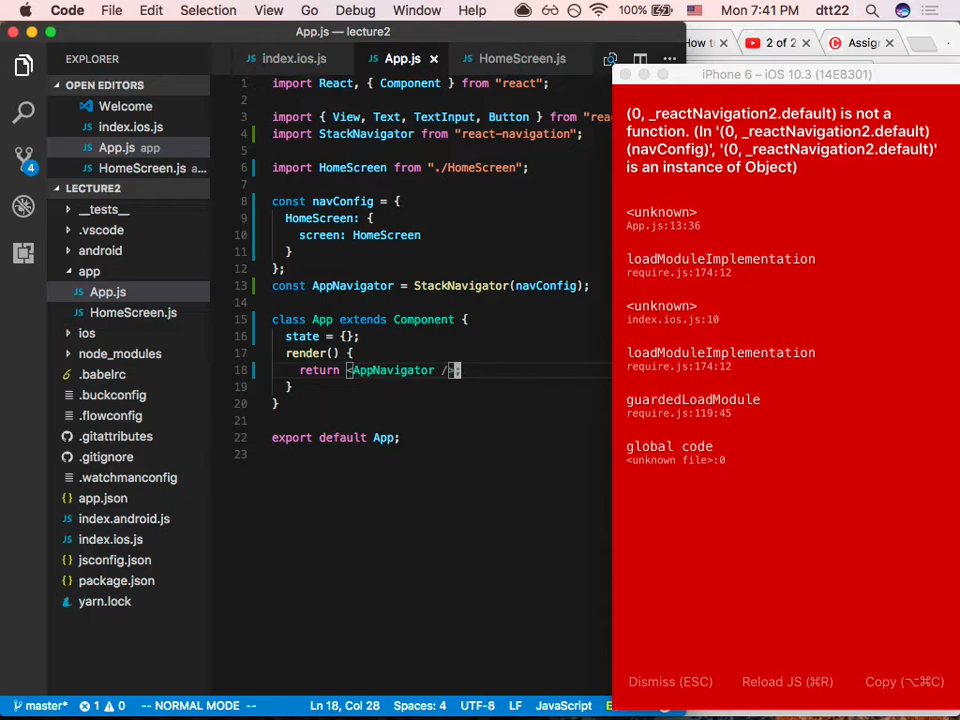 Code File Edit Selection View Go Debug Window Help 100% Mon 7:41 PM dtt22
App.js — lecture2
How to
2 of 2
Assign
EXPLORER
OPEN EDITORS
Welcome
index.ios.js
App.js app
HomeScreen.js a...
LECTURE2
__tests__
.vscode
android
app
App.js
HomeScreen.js
ios
node_modules
.babelrc
.buckconfig
.flowconfig
.gitattributes
.gitignore
.watchmanconfig
app.json
index.android.js
index.ios.js
jsconfig.json
package.json
yarn.lock
4
index.ios.js App.js HomeScreen.js
1 import React, { Component } from "react";
2
3 import { View, Text, TextInput, Button } from "reac
4 import StackNavigator from "react-navigation";
5
6 import HomeScreen from "./HomeScreen";
7
8 const navConfig = {
9 HomeScreen: {
10 screen: HomeScreen
11 }
12 };
13 const AppNavigator = StackNavigator(navConfig);
14
15 class App extends Component {
16 state = {};
17 render() {
18 return <AppNavigator />;
19 }
20 }
21
22 export default App;
23
iPhone 6 – iOS 10.3 (14E8301)
(0, _reactNavigation2.default) is not a
function. (In '(0, _reactNavigation2.default)
(navConfig)', '(0, _reactNavigation2.default)'
is an instance of Object)
<unknown>
App.js:13:36
loadModuleImplementation
require.js:174:12
<unknown>
index.ios.js:10
loadModuleImplementation
require.js:174:12
guardedLoadModule
require.js:119:45
global code
<unknown file>:0
Dismiss (ESC) Reload JS (⌘R) Copy (⌥⌘C)
master* 1 0 -- NORMAL MODE -- Ln 18, Col 28 Spaces: 4 UTF-8 LF JavaScript